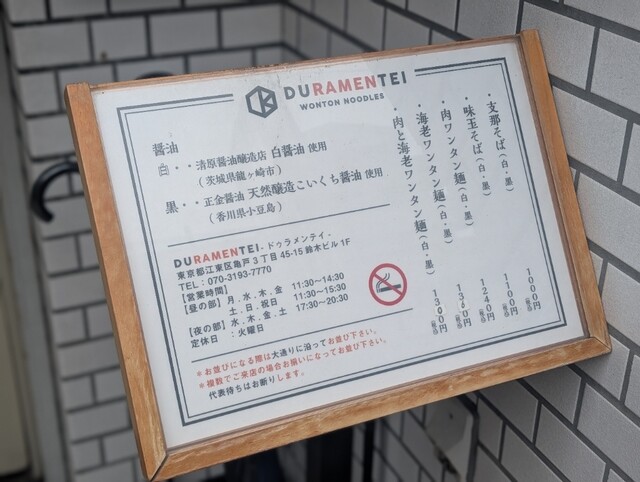 DURAMENTEI
WONTON NOODLES
醤油
白・・清原醤油醸造店 白醤油 使用
(茨城県龍ヶ崎市)
黒・・正金醤油 天然醸造こいくち醤油 使用
(香川県小豆島)
DURAMENTEI - ドゥラメンテイ -
東京都江東区亀戸3丁目45-15 鈴木ビル1F
TEL : 070-3193-7770
【営業時間】
【昼の部】月.水.木.金 11:30~14:30
土.日.祝日 11:30~15:30
【夜の部】水.木.金.土 17:30~20:30
定休日 : 火曜日
※お並びになる際は大通りに沿ってお並び下さい。
※複数でご来店の場合お揃いになってお並び下さい。
代表待ちはお断りします。
・支那そば(白・黒) 1000円
・味玉そば(白・黒) 1100円
・肉ワンタン麺(白・黒) 1240円
・海老ワンタン麺(白・黒) 1360円
・肉と海老ワンタン麺(白・黒) 1300円